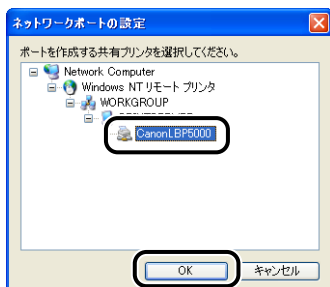 ネットワークポートの設定
ポートを作成する共有プリンタを選択してください。
Network Computer
Windows NT リモート プリンタ
WORKGROUP
CanonLBP5000
OK
キャンセル